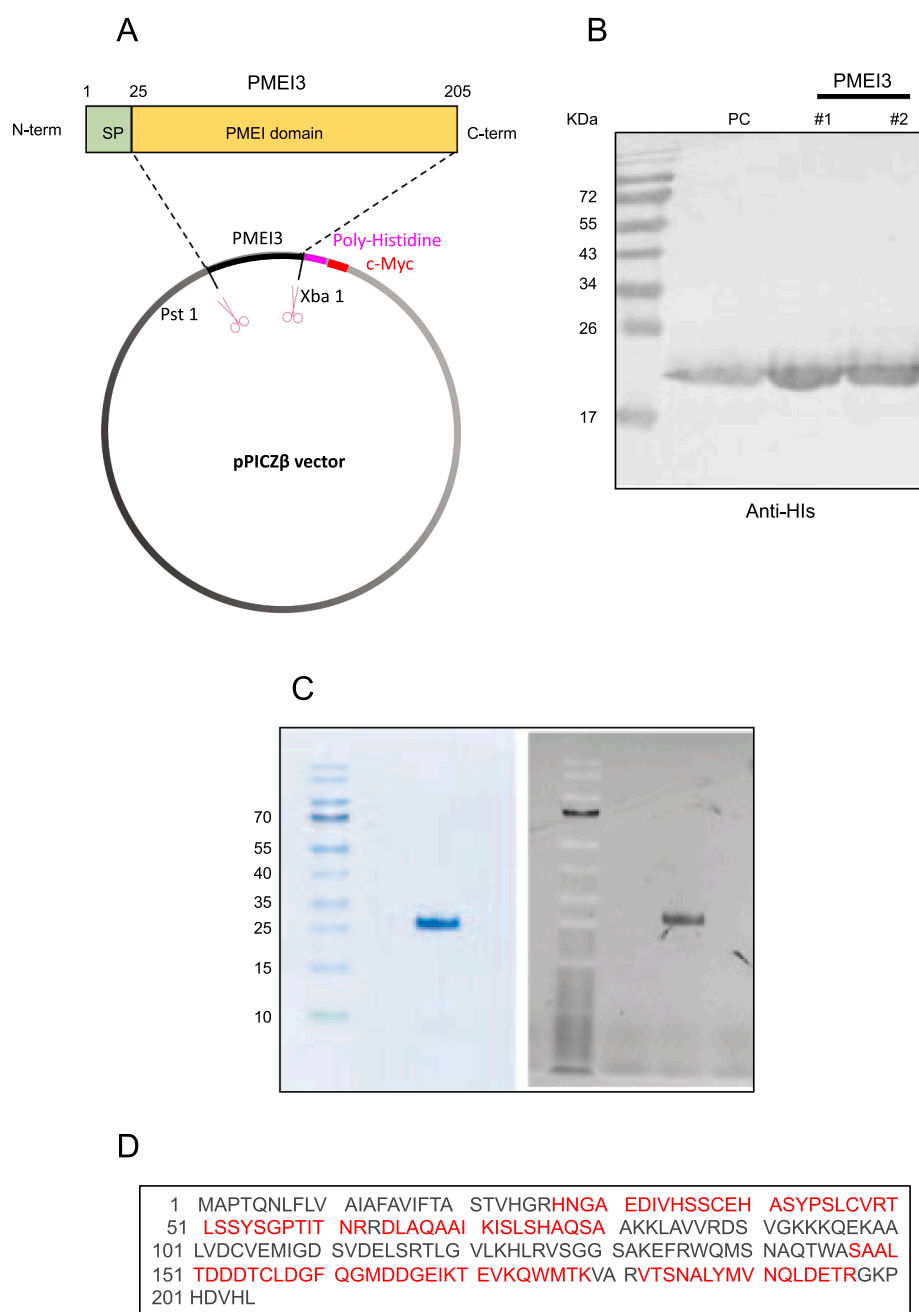 A
PMEI3
1 25 205
N-term SP PMEI domain C-term
PMEI3
Poly-Histidine
c-Myc
Pst 1 Xba 1
pPICZβ vector
B
PMEI3
KDa PC #1 #2
72
55
43
34
26
17
Anti-HIs
C
70
55
40
35
25
15
10
D
1 MAPTQNLFLV AIAFAVIFTA STVHGRHNGA EDIVHSSCEH ASYPSLCVRT
51 LSSYSGPTIT NRRDLAQAAI KISLSHAQSA AKKLAVVRDS VGKKKQEKAA
101 LVDCVEMIGD SVDELSRTLG VLKHLRVSGG SAKEFRWQMS NAQTWASAAL
151 TDDDTCLDGF QGMDDGEIKT EVKQWMTKVA RVTSNALYMV NQLDETRGKP
201 HDVHL